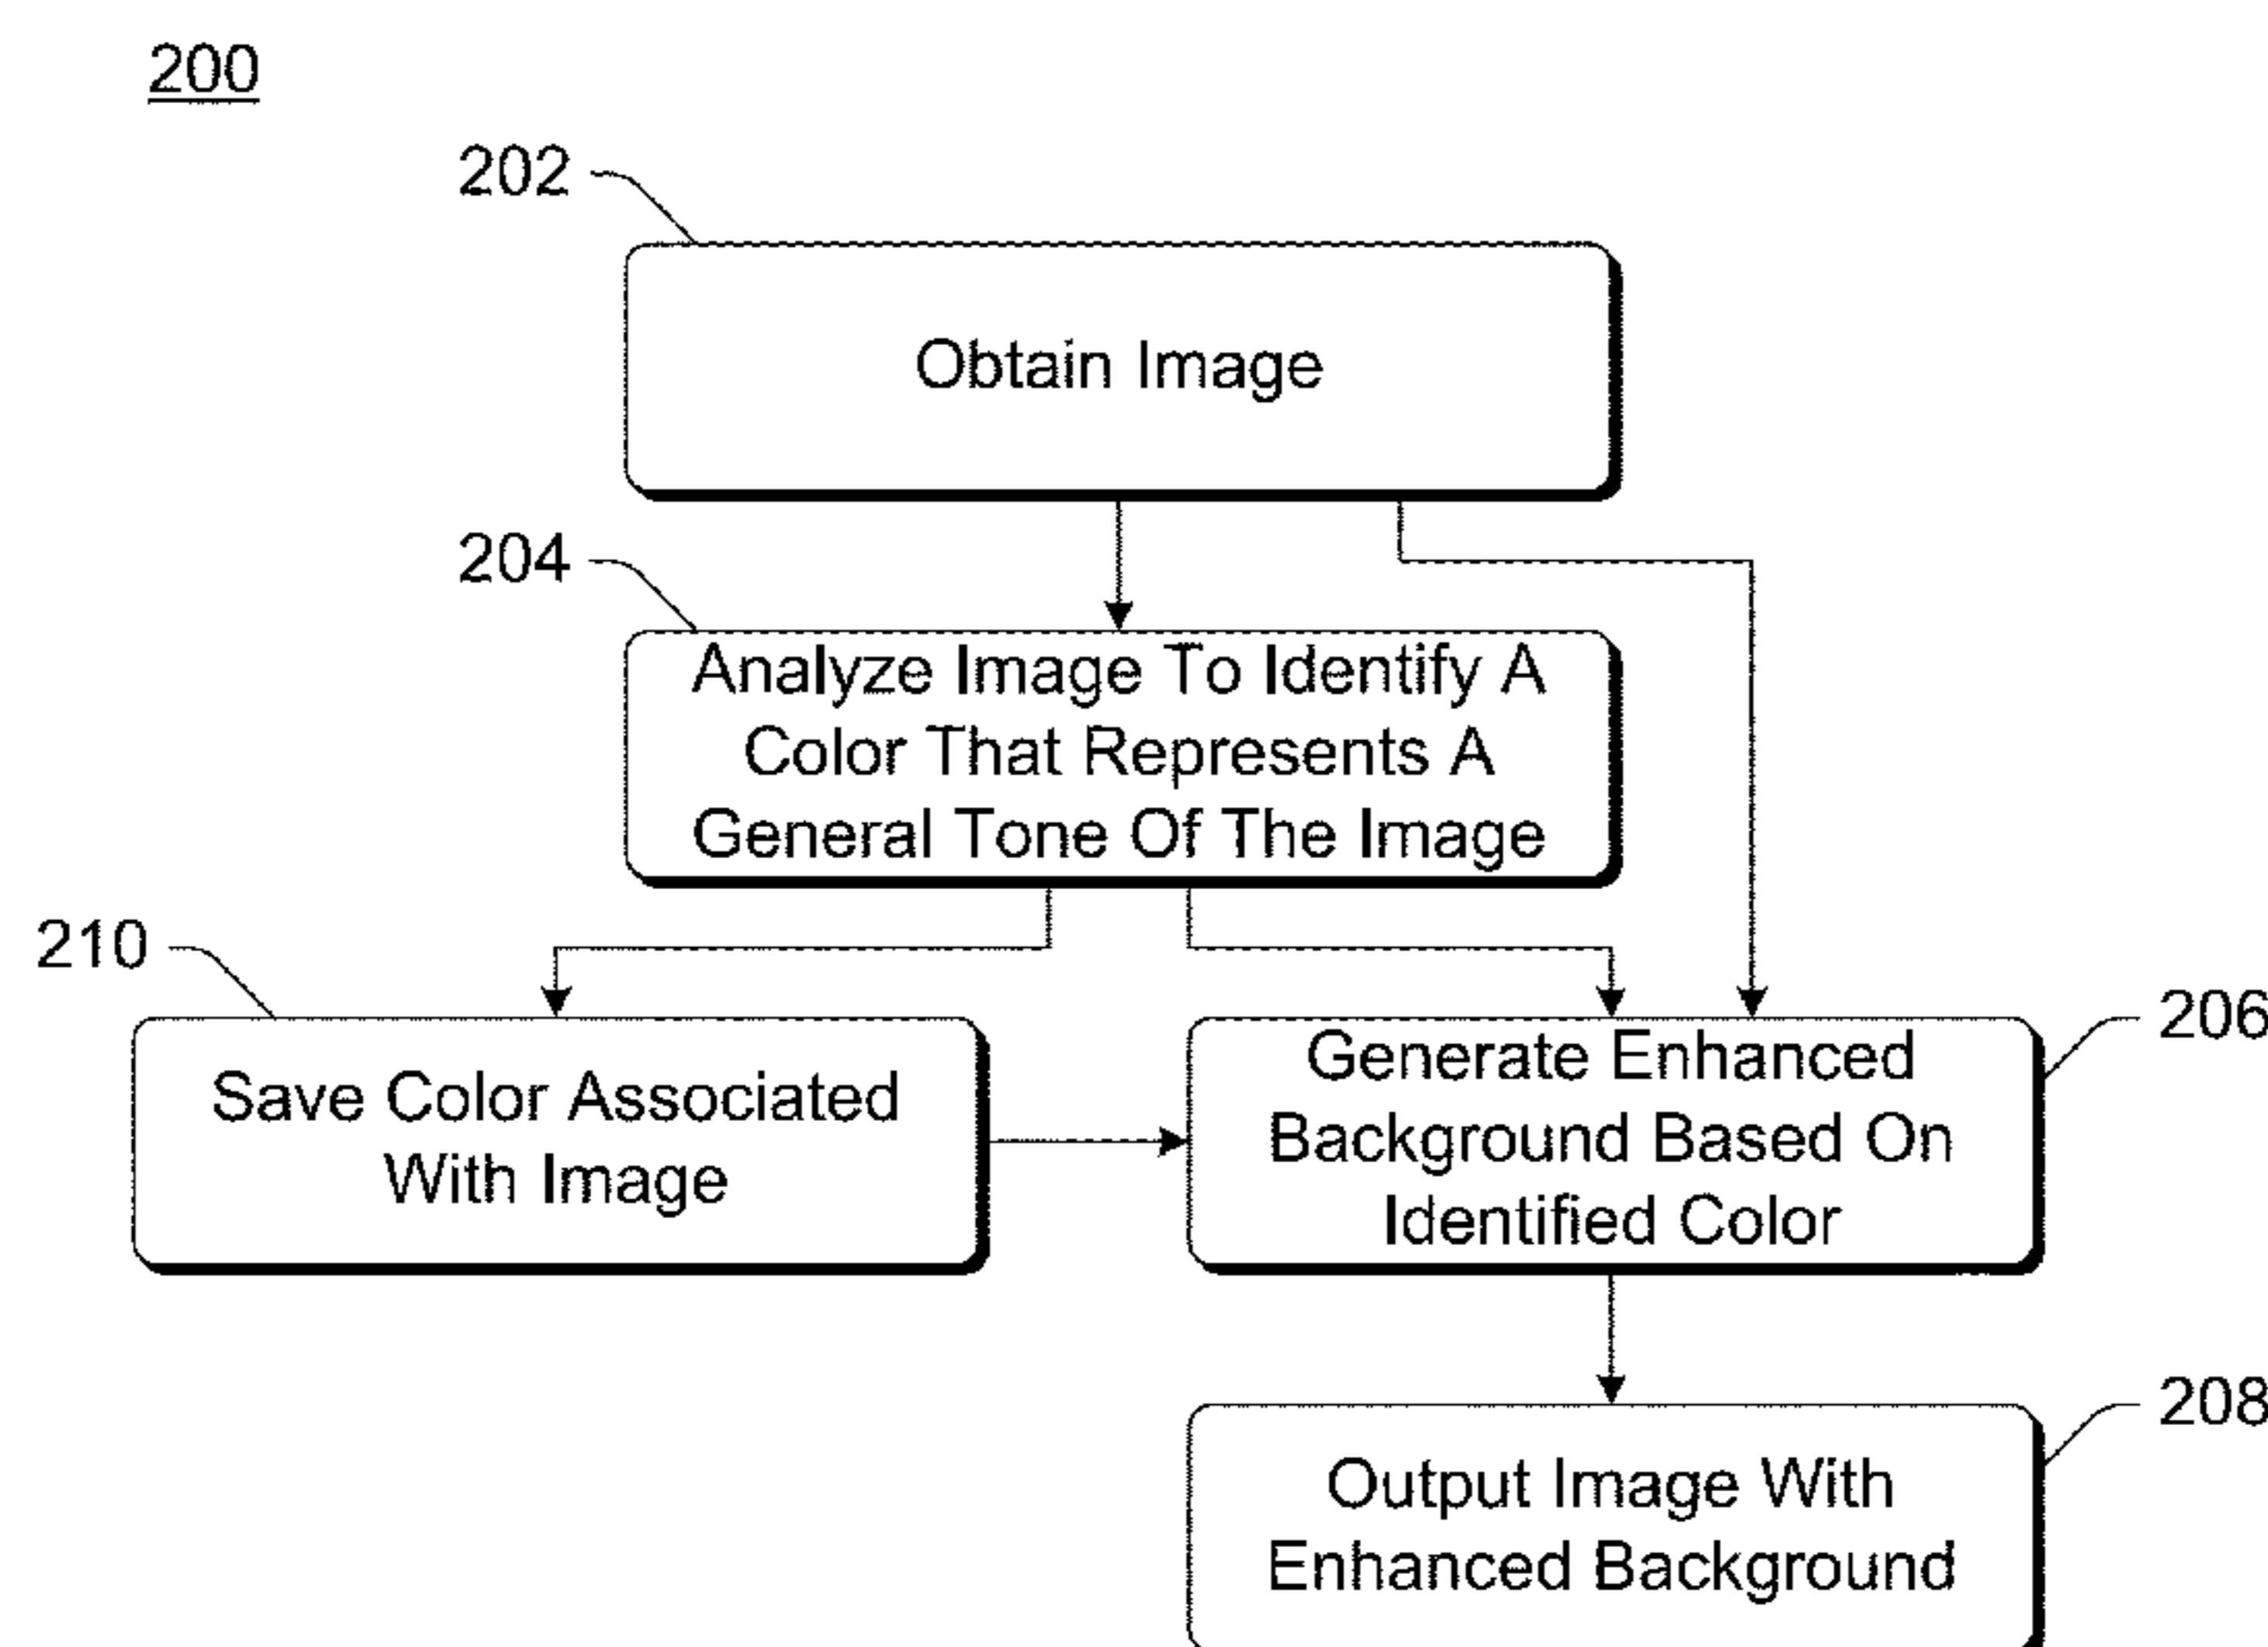 200
202
Obtain Image
204
Analyze Image To Identify A
Color That Represents A
General Tone Of The Image
210
Save Color Associated
With Image
206
Generate Enhanced
Background Based On
Identified Color
208
Output Image With
Enhanced Background